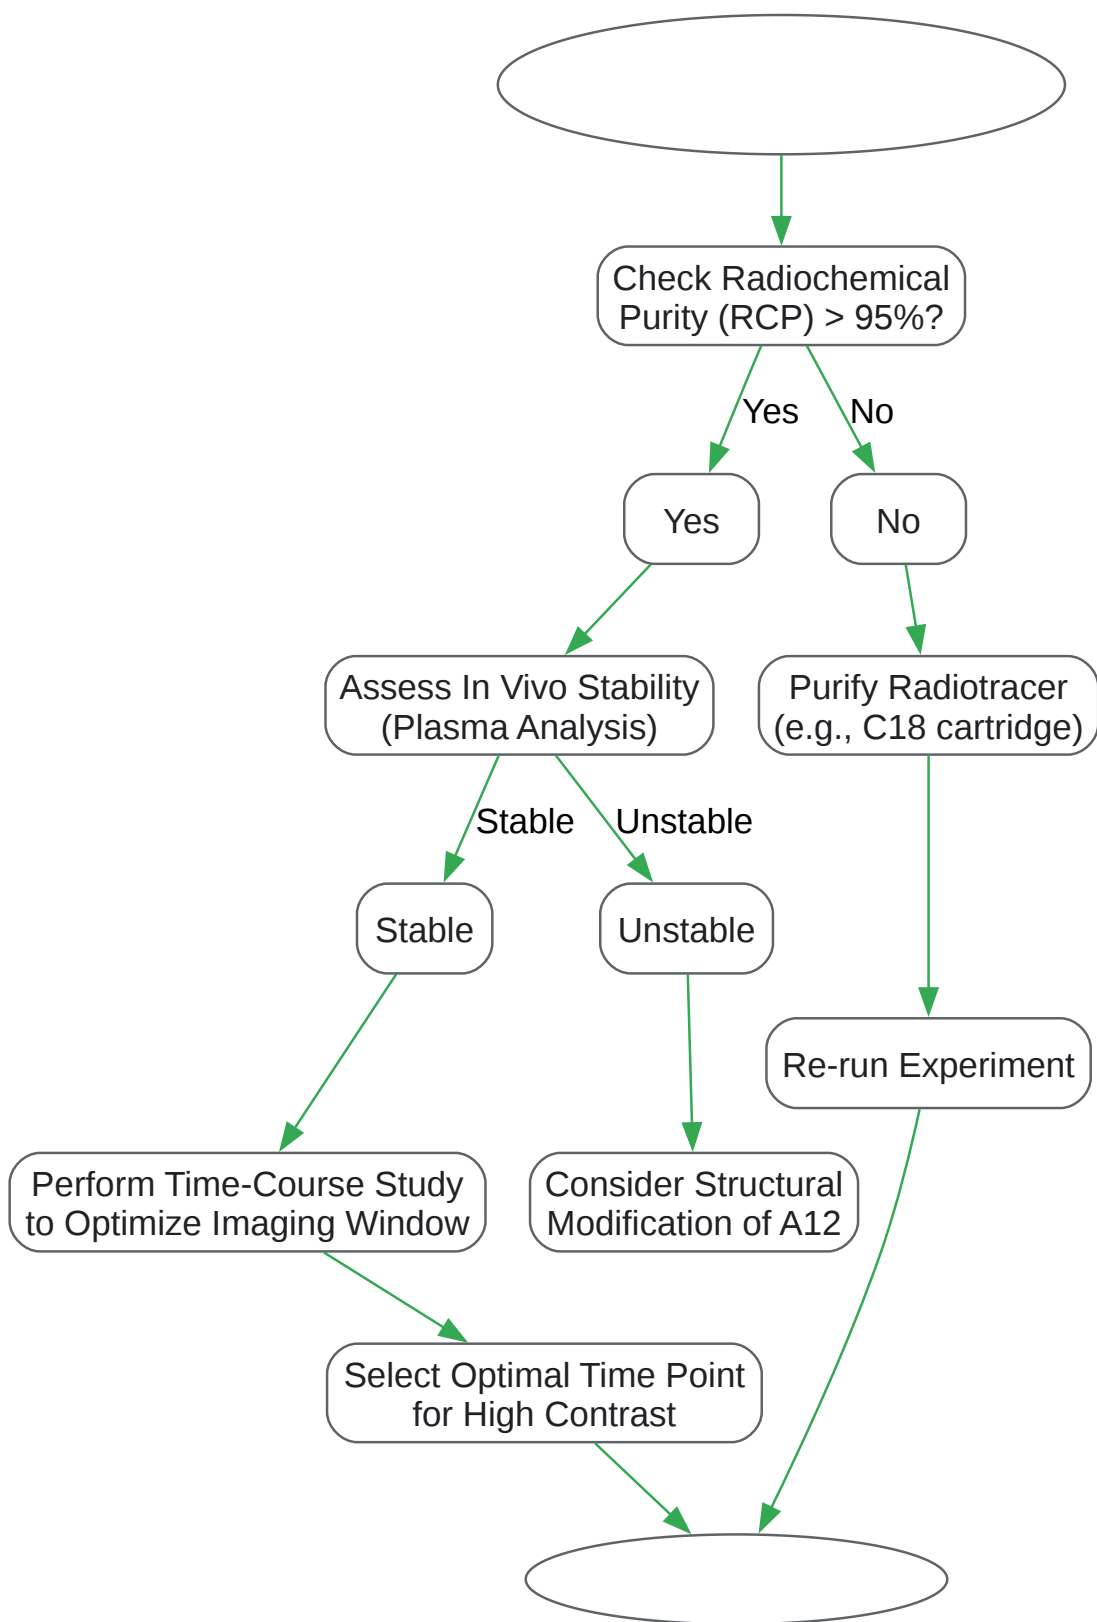 Check Radiochemical
Purity (RCP) > 95%?
Yes
No
Yes
No
Assess In Vivo Stability
(Plasma Analysis)
Purify Radiotracer
(e.g., C18 cartridge)
Stable
Unstable
Stable
Unstable
Re-run Experiment
Perform Time-Course Study
to Optimize Imaging Window
Consider Structural
Modification of A12
Select Optimal Time Point
for High Contrast